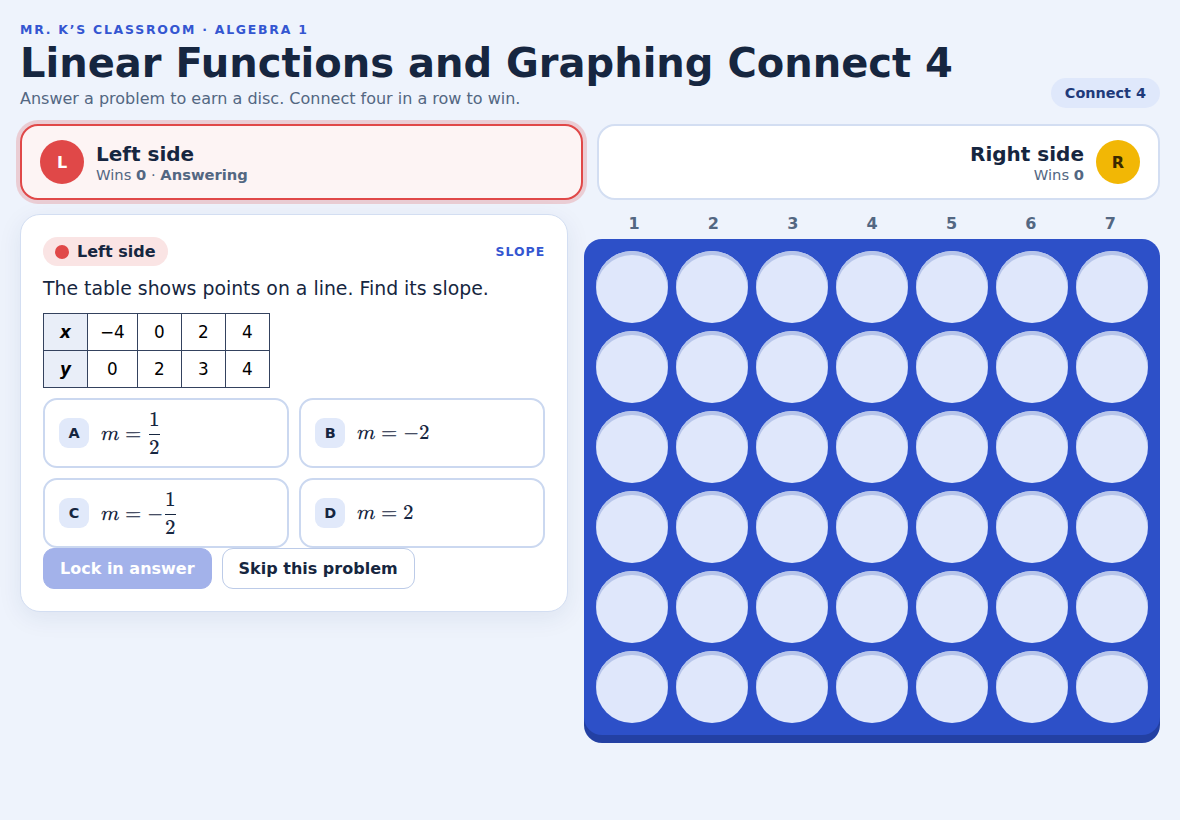 MR. K’S CLASSROOM · ALGEBRA 1
Linear Functions and Graphing Connect 4
Answer a problem to earn a disc. Connect four in a row to win.
Connect 4
L
Left side
Wins 0 · Answering
Right side
Wins 0
R
Left side
SLOPE
The table shows points on a line. Find its slope.
x −4 0 2 4
y 0 2 3 4
A m = 1/2
B m = −2
C m = −1/2
D m = 2
Lock in answer
Skip this problem
1 2 3 4 5 6 7